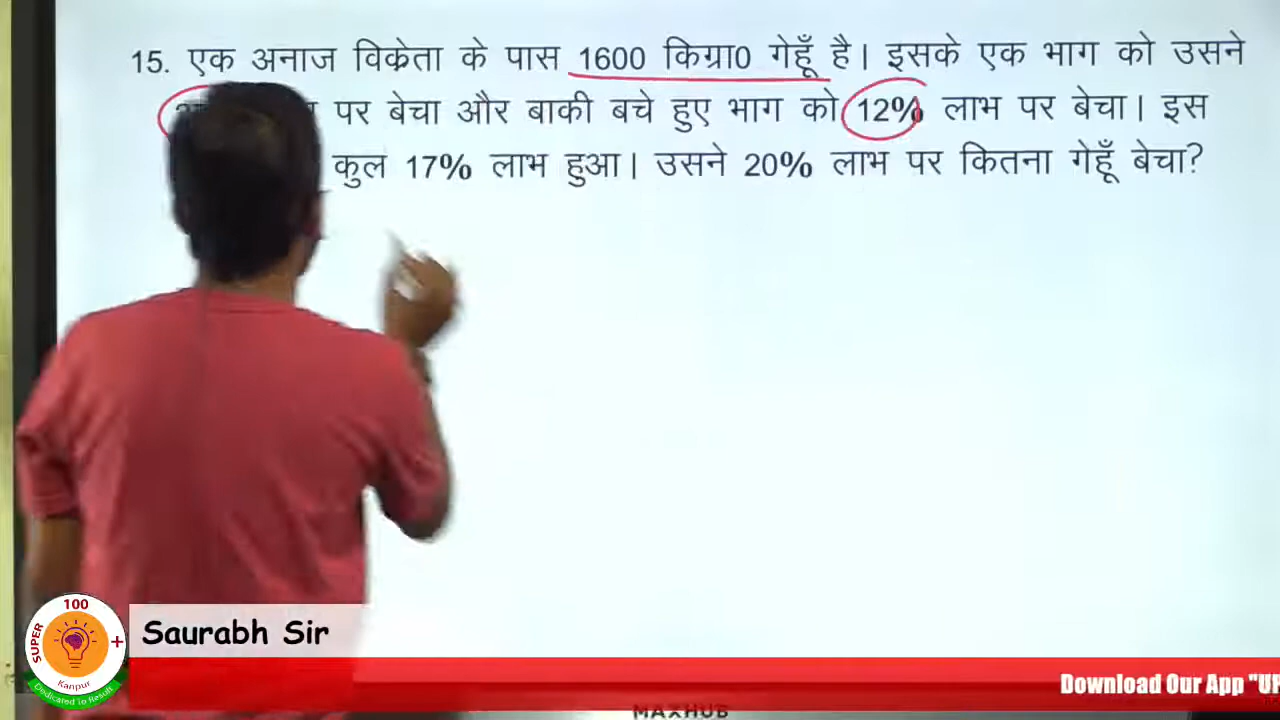 15. एक अनाज विक्रेता के पास 1600 किग्रा0 गेहूँ है। इसके एक भाग को उसने
पर बेचा और बाकी बचे हुए भाग को 12% लाभ पर बेचा। इस
कुल 17% लाभ हुआ। उसने 20% लाभ पर कितना गेहूँ बेचा?
100
SUPER
+
Kanpur
Dedicated To Result
Saurabh Sir
Download Our App "UP
MAXHUB